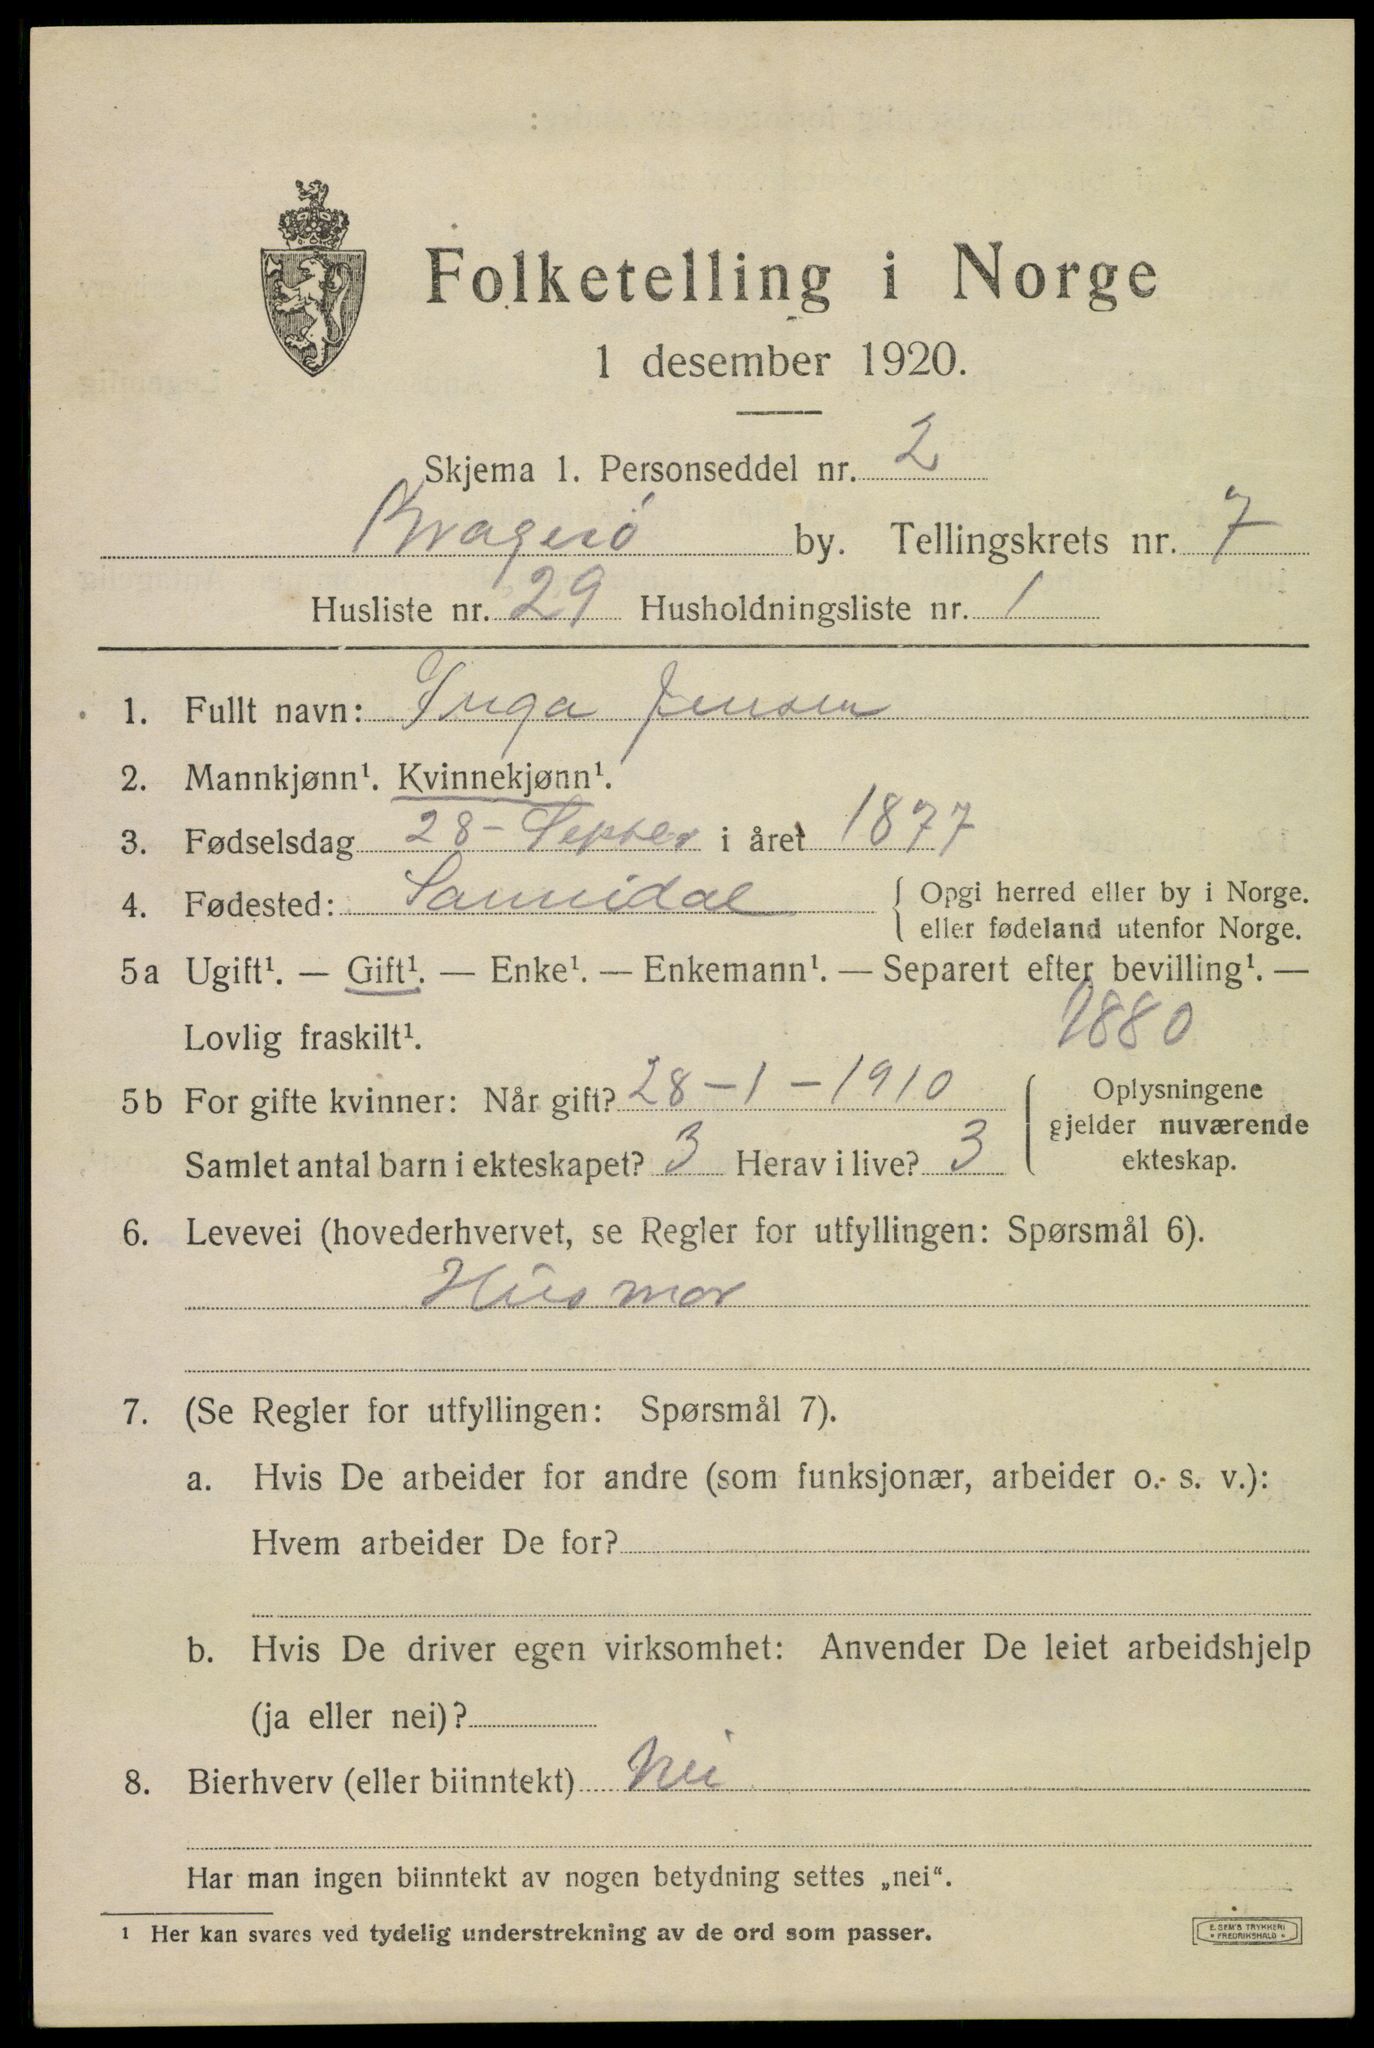 Folketelling i Norge
1 desember 1920.
Skjema 1. Personseddel nr. 2
Kragerø by. Tellingskrets nr. 7
Husliste nr. 29 Husholdningsliste nr. 1
1. Fullt navn: Inga Jensen
2. Mannkjønn¹. Kvinnekjønn¹.
3. Fødselsdag 28 - Septer i året 1877
4. Fødested: Sannidal { Opgi herred eller by i Norge.
eller fødeland utenfor Norge.
5a Ugift¹. — Gift¹. — Enke¹. — Enkemann¹. — Separert efter bevilling¹. —
Lovlig fraskilt¹. 1880
5b For gifte kvinner: Når gift? 28-1-1910 { Oplysningene
gjelder nuværende
Samlet antal barn i ekteskapet? 3 Herav i live? 3 ekteskap.
6. Levevei (hovederhvervet, se Regler for utfyllingen: Spørsmål 6).
Husmor
7. (Se Regler for utfyllingen: Spørsmål 7).
a. Hvis De arbeider for andre (som funksjonær, arbeider o. s. v.):
Hvem arbeider De for?
b. Hvis De driver egen virksomhet: Anvender De leiet arbeidshjelp
(ja eller nei)?
8. Bierhverv (eller biinntekt) Nei
Har man ingen biinntekt av nogen betydning settes „nei“.
¹ Her kan svares ved tydelig understrekning av de ord som passer.
E. SEM'S TRYKKERI
FREDRIKSHALD